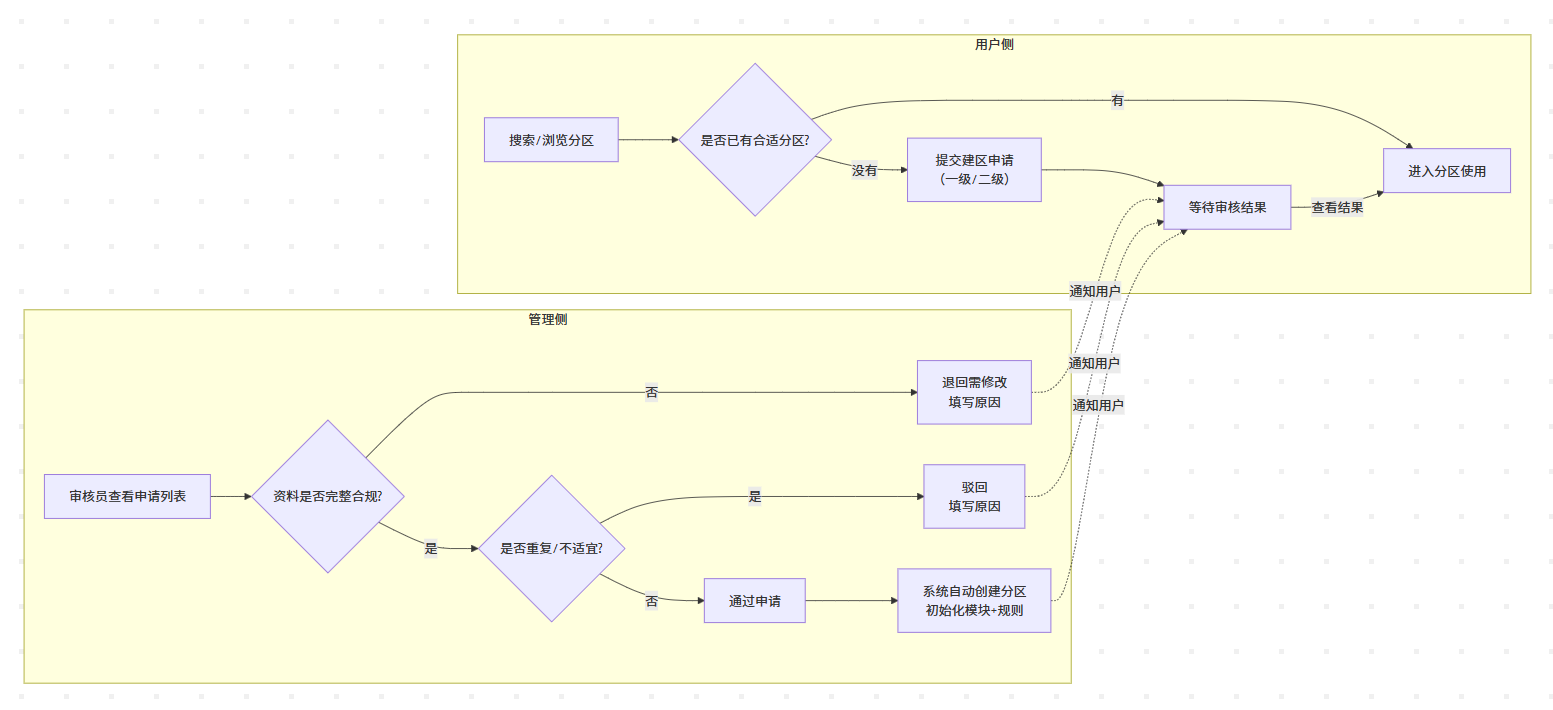 用户侧
搜索/浏览分区
是否已有合适分区?
有
没有
提交建区申请
（一级/二级）
等待审核结果
查看结果
进入分区使用
通知用户
通知用户
通知用户
管理侧
审核员查看申请列表
资料是否完整合规?
否
退回需修改
填写原因
是
是否重复/不适宜?
是
驳回
填写原因
否
通过申请
系统自动创建分区
初始化模块+规则